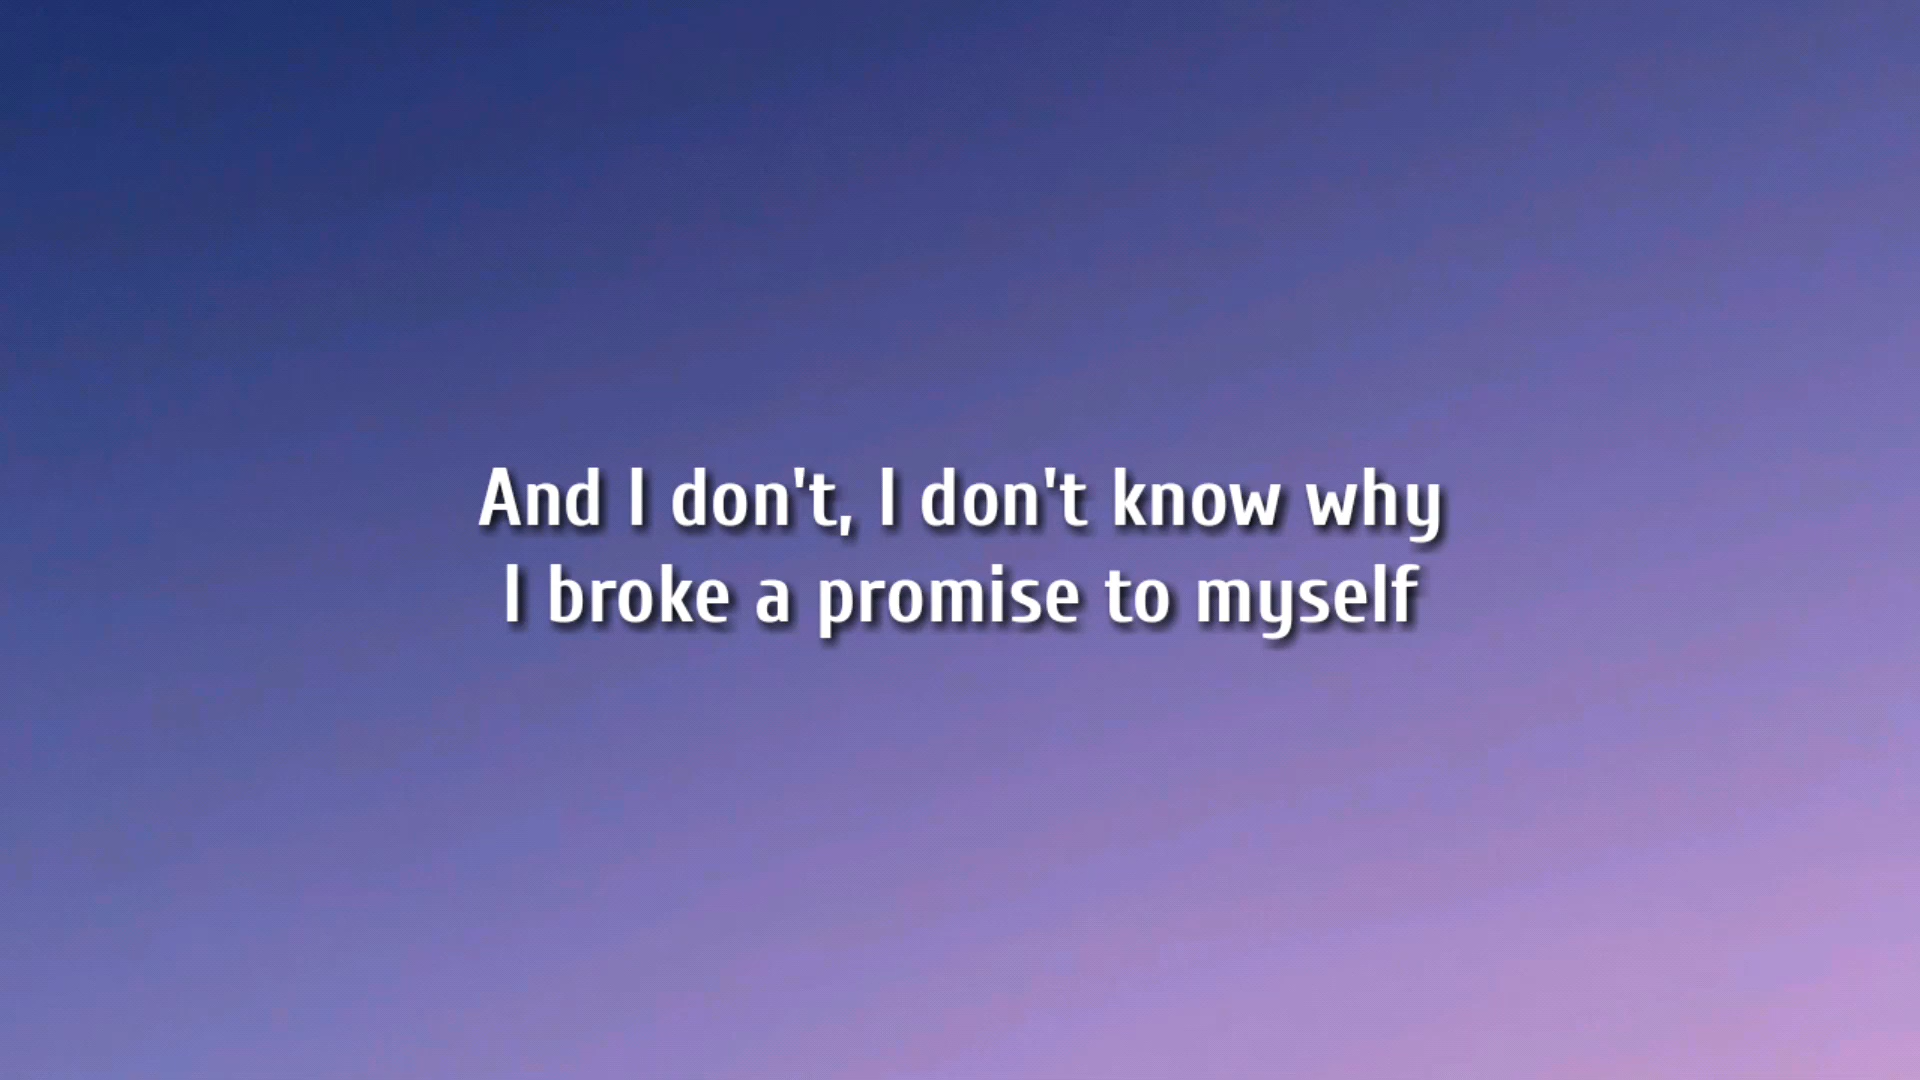 And I don't, I don't know why
I broke a promise to myself